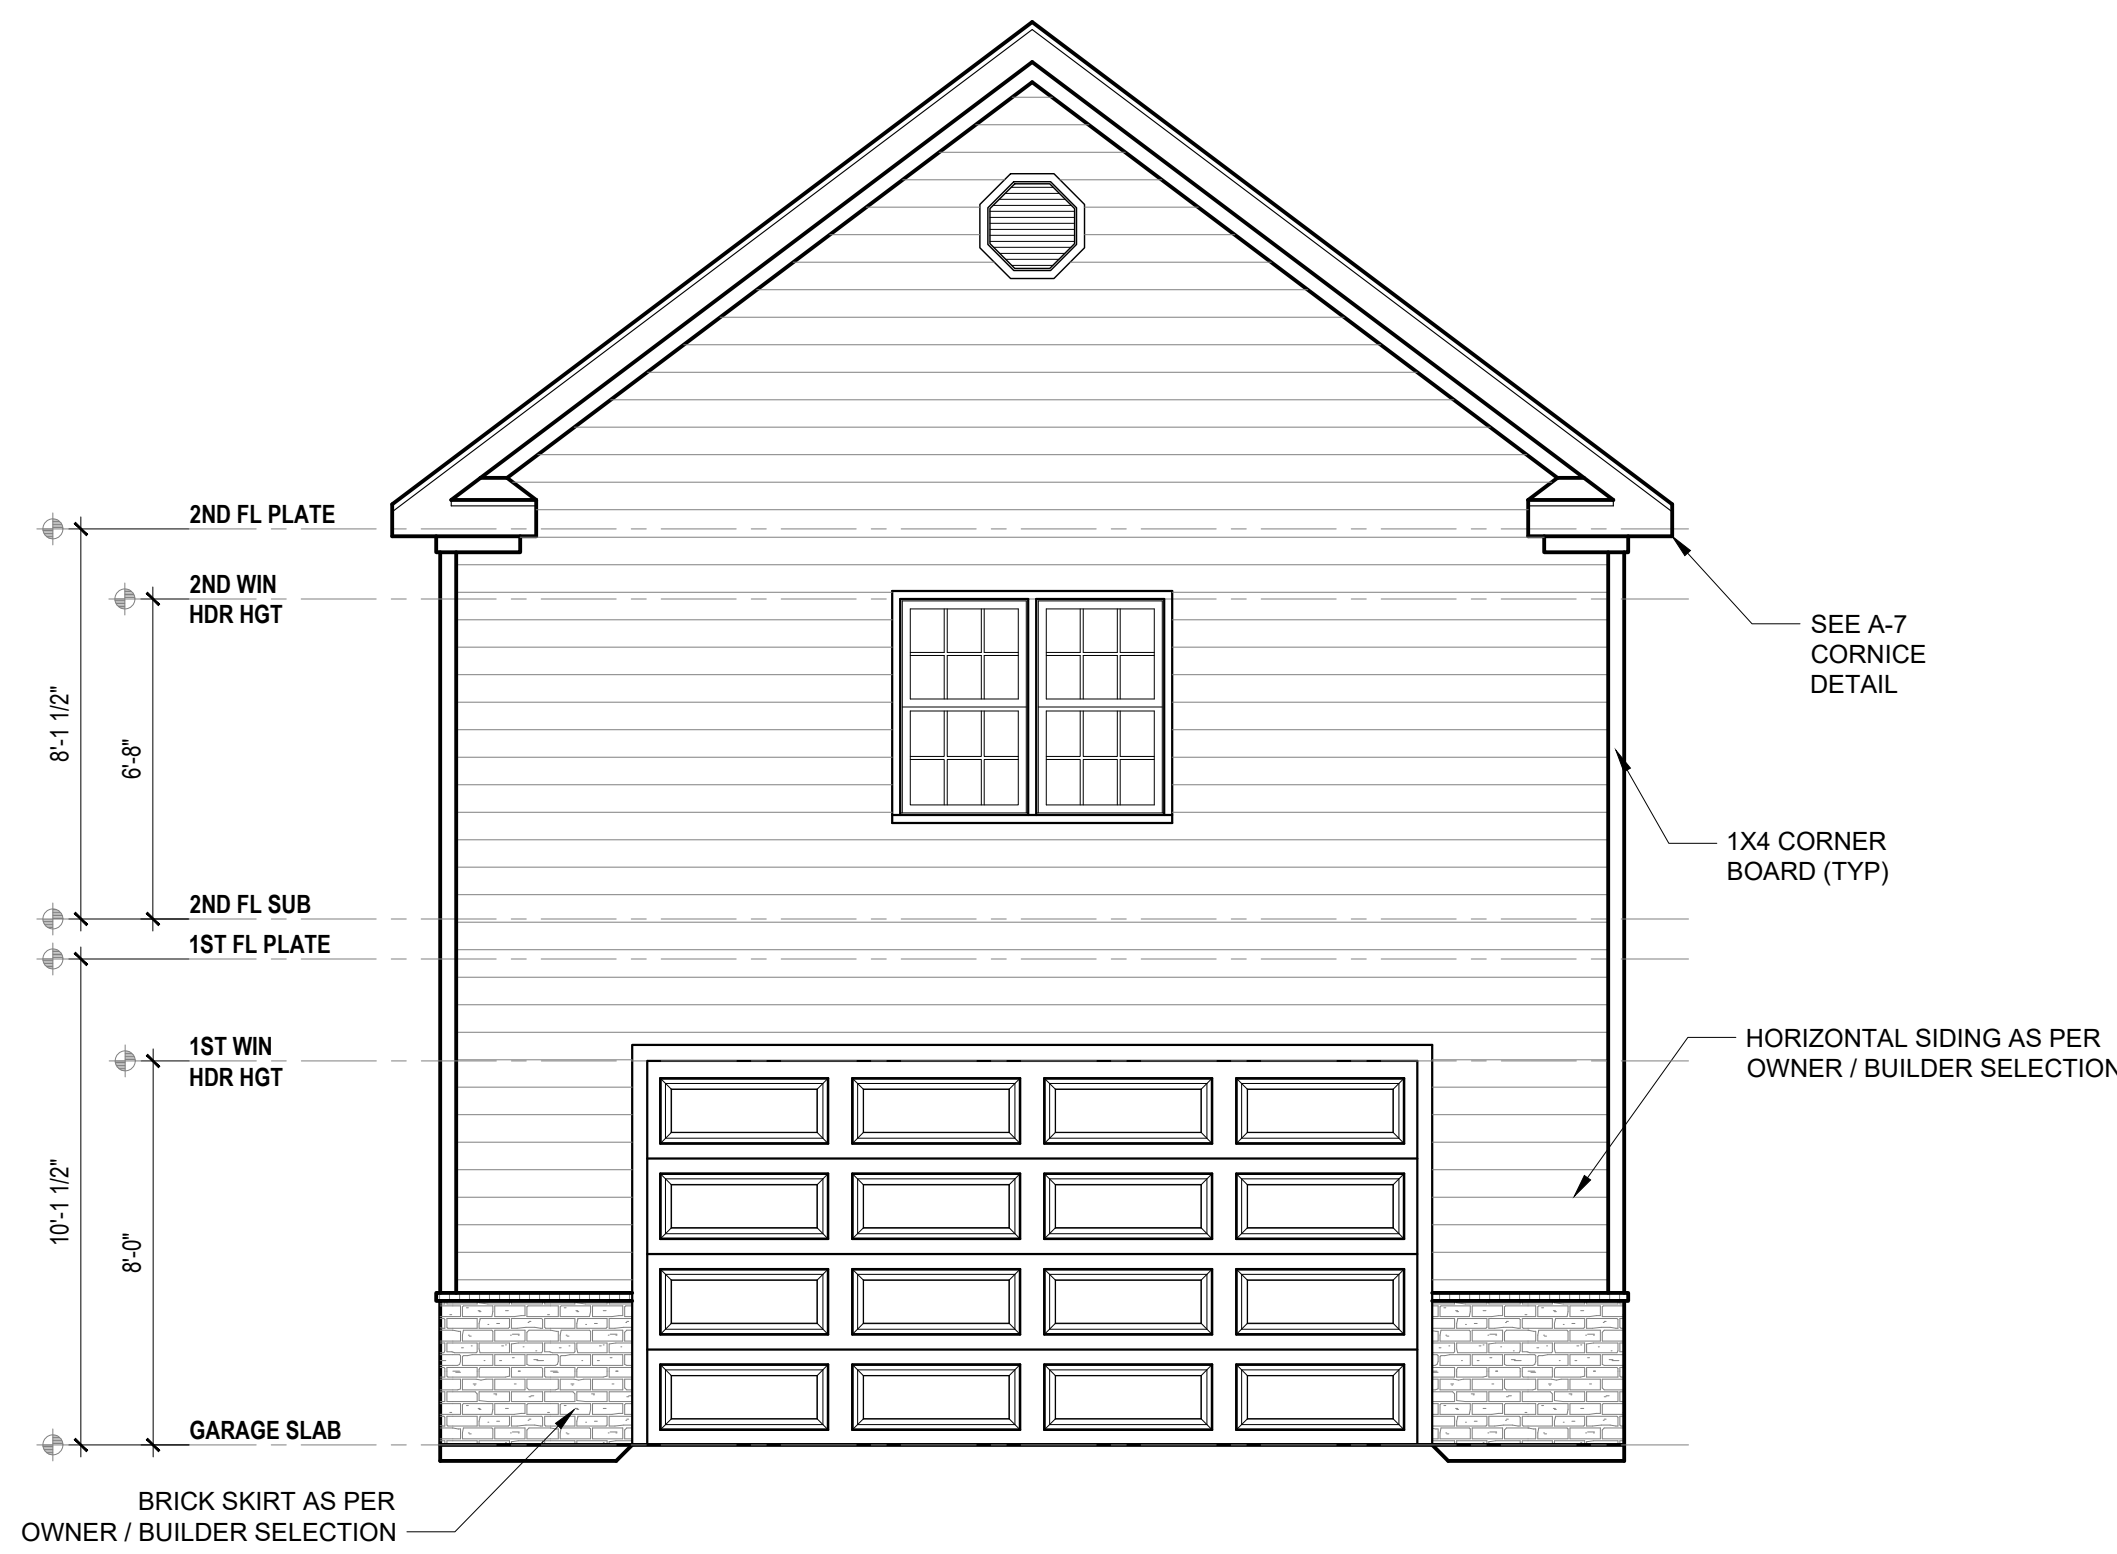 2ND FL PLATE
2ND WIN
HDR HGT
8'-1 1/2"
6'-8"
SEE A-7
CORNICE
DETAIL
1X4 CORNER
BOARD (TYP)
2ND FL SUB
1ST FL PLATE
1ST WIN
HDR HGT
HORIZONTAL SIDING AS PER
OWNER / BUILDER SELECTION
10'-1 1/2"
8'-0"
GARAGE SLAB
BRICK SKIRT AS PER
OWNER / BUILDER SELECTION